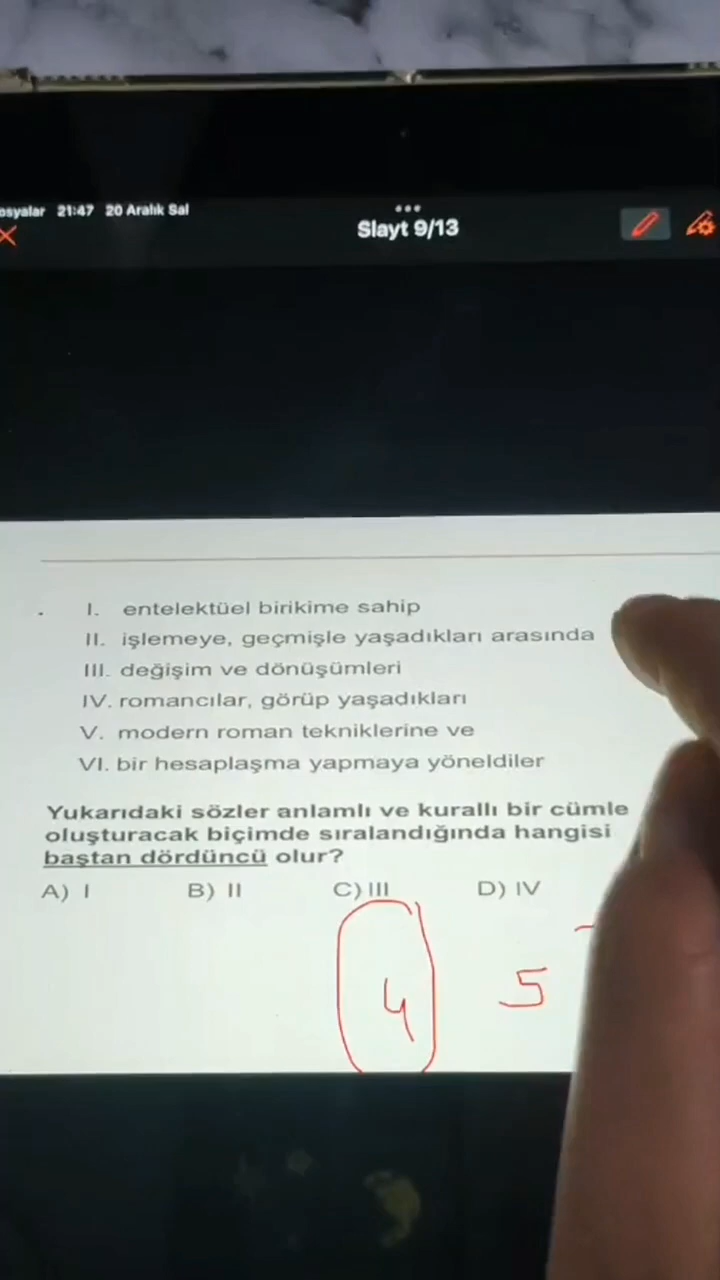 osyalar 21:47 20 Aralık Sal
Slayt 9/13
I. entelektüel birikime sahip
II. işlemeye, geçmişle yaşadıkları arasında
III. değişim ve dönüşümleri
IV. romancılar, görüp yaşadıkları
V. modern roman tekniklerine ve
VI. bir hesaplaşma yapmaya yöneldiler
Yukarıdaki sözler anlamlı ve kurallı bir cümle
oluşturacak biçimde sıralandığında hangisi
baştan dördüncü olur?
A) I B) II C) III D) IV
4 5